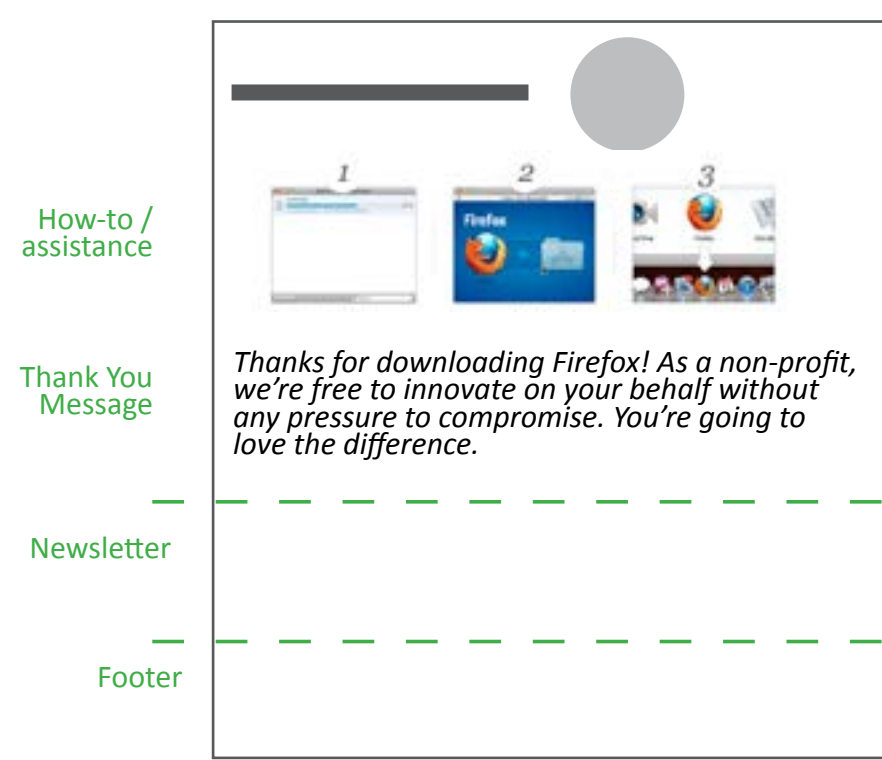 1 2 3
Firefox
How-to /
assistance
Thank You
Message
Thanks for downloading Firefox! As a non-profit,
we're free to innovate on your behalf without
any pressure to compromise. You're going to
love the difference.
Newsletter
Footer